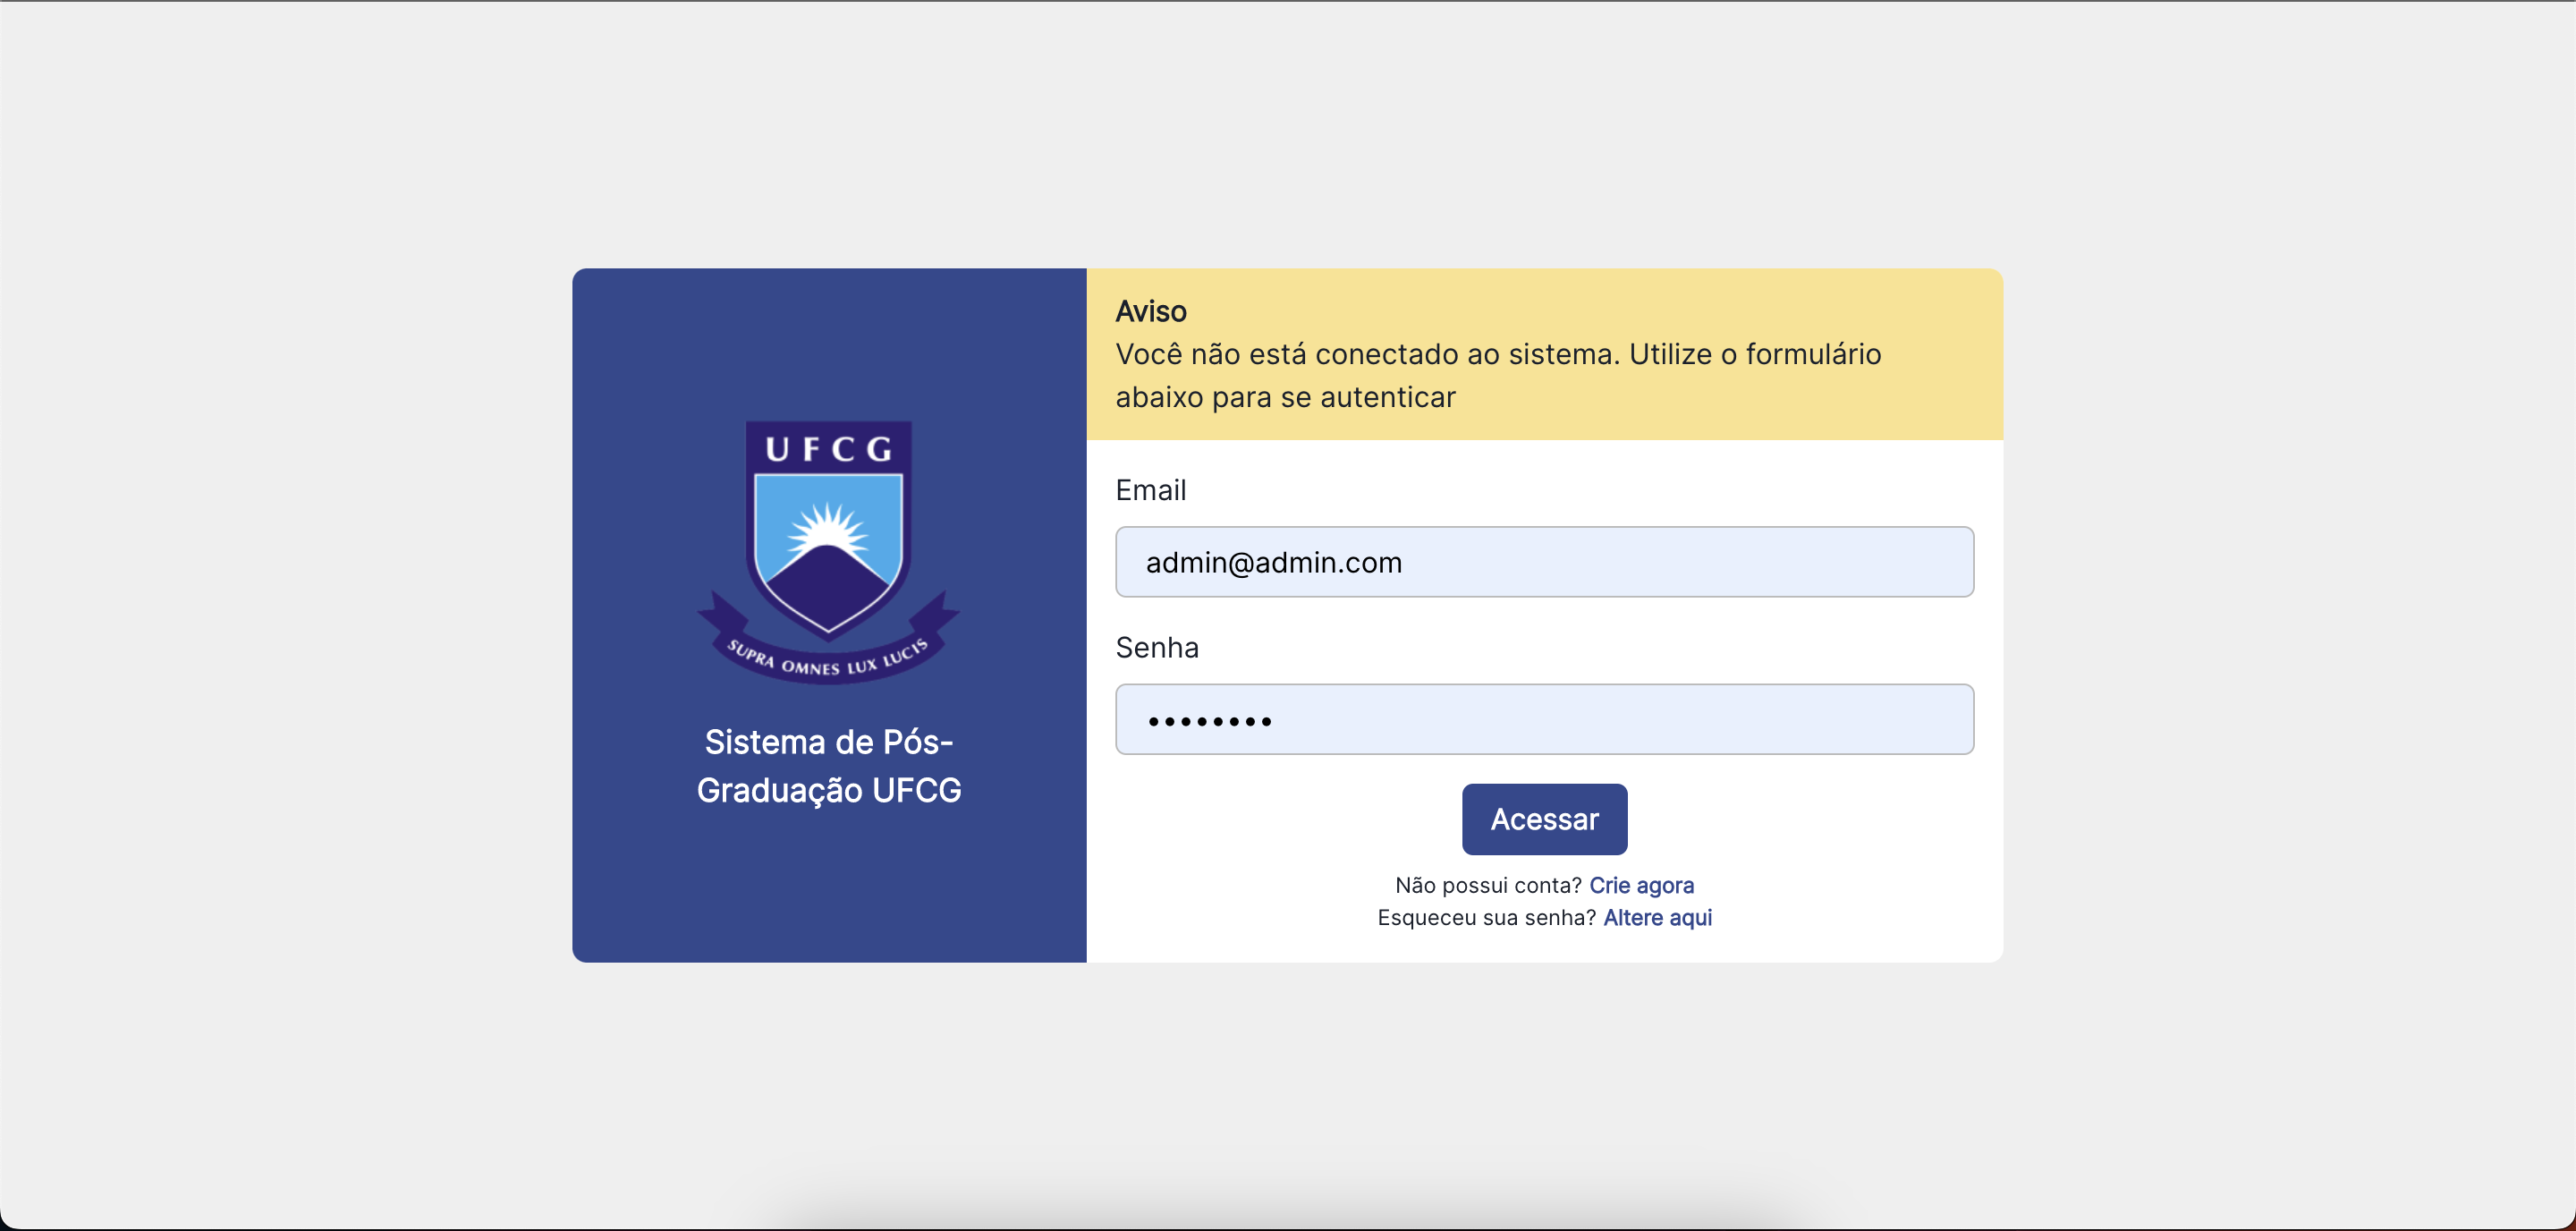 UFCG
SUPRA OMNES LUX LUCIS
Sistema de Pós-
Graduação UFCG
Aviso
Você não está conectado ao sistema. Utilize o formulário
abaixo para se autenticar
Email
admin@admin.com
Senha
••••••••
Acessar
Não possui conta? Crie agora
Esqueceu sua senha? Altere aqui